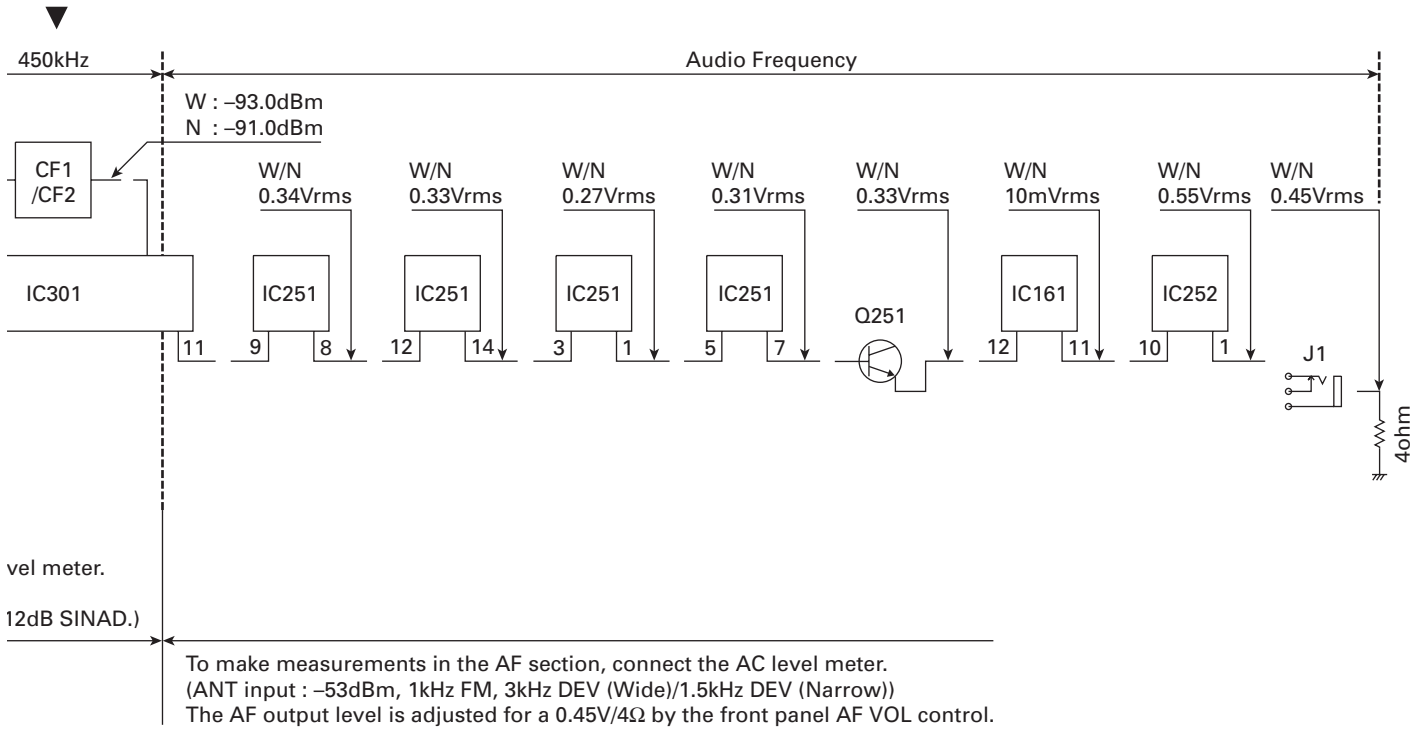 450kHz
Audio Frequency
W : –93.0dBm
N : –91.0dBm
CF1
/CF2
W/N
0.34Vrms
W/N
0.33Vrms
W/N
0.27Vrms
W/N
0.31Vrms
W/N
0.33Vrms
W/N
10mVrms
W/N
0.55Vrms
W/N
0.45Vrms
IC301
IC251
IC251
IC251
IC251
Q251
IC161
IC252
11
9
8
12
14
3
1
5
7
12
11
10
1
J1
4ohm
vel meter.
12dB SINAD.)
To make measurements in the AF section, connect the AC level meter.
(ANT input : –53dBm, 1kHz FM, 3kHz DEV (Wide)/1.5kHz DEV (Narrow))
The AF output level is adjusted for a 0.45V/4Ω by the front panel AF VOL control.